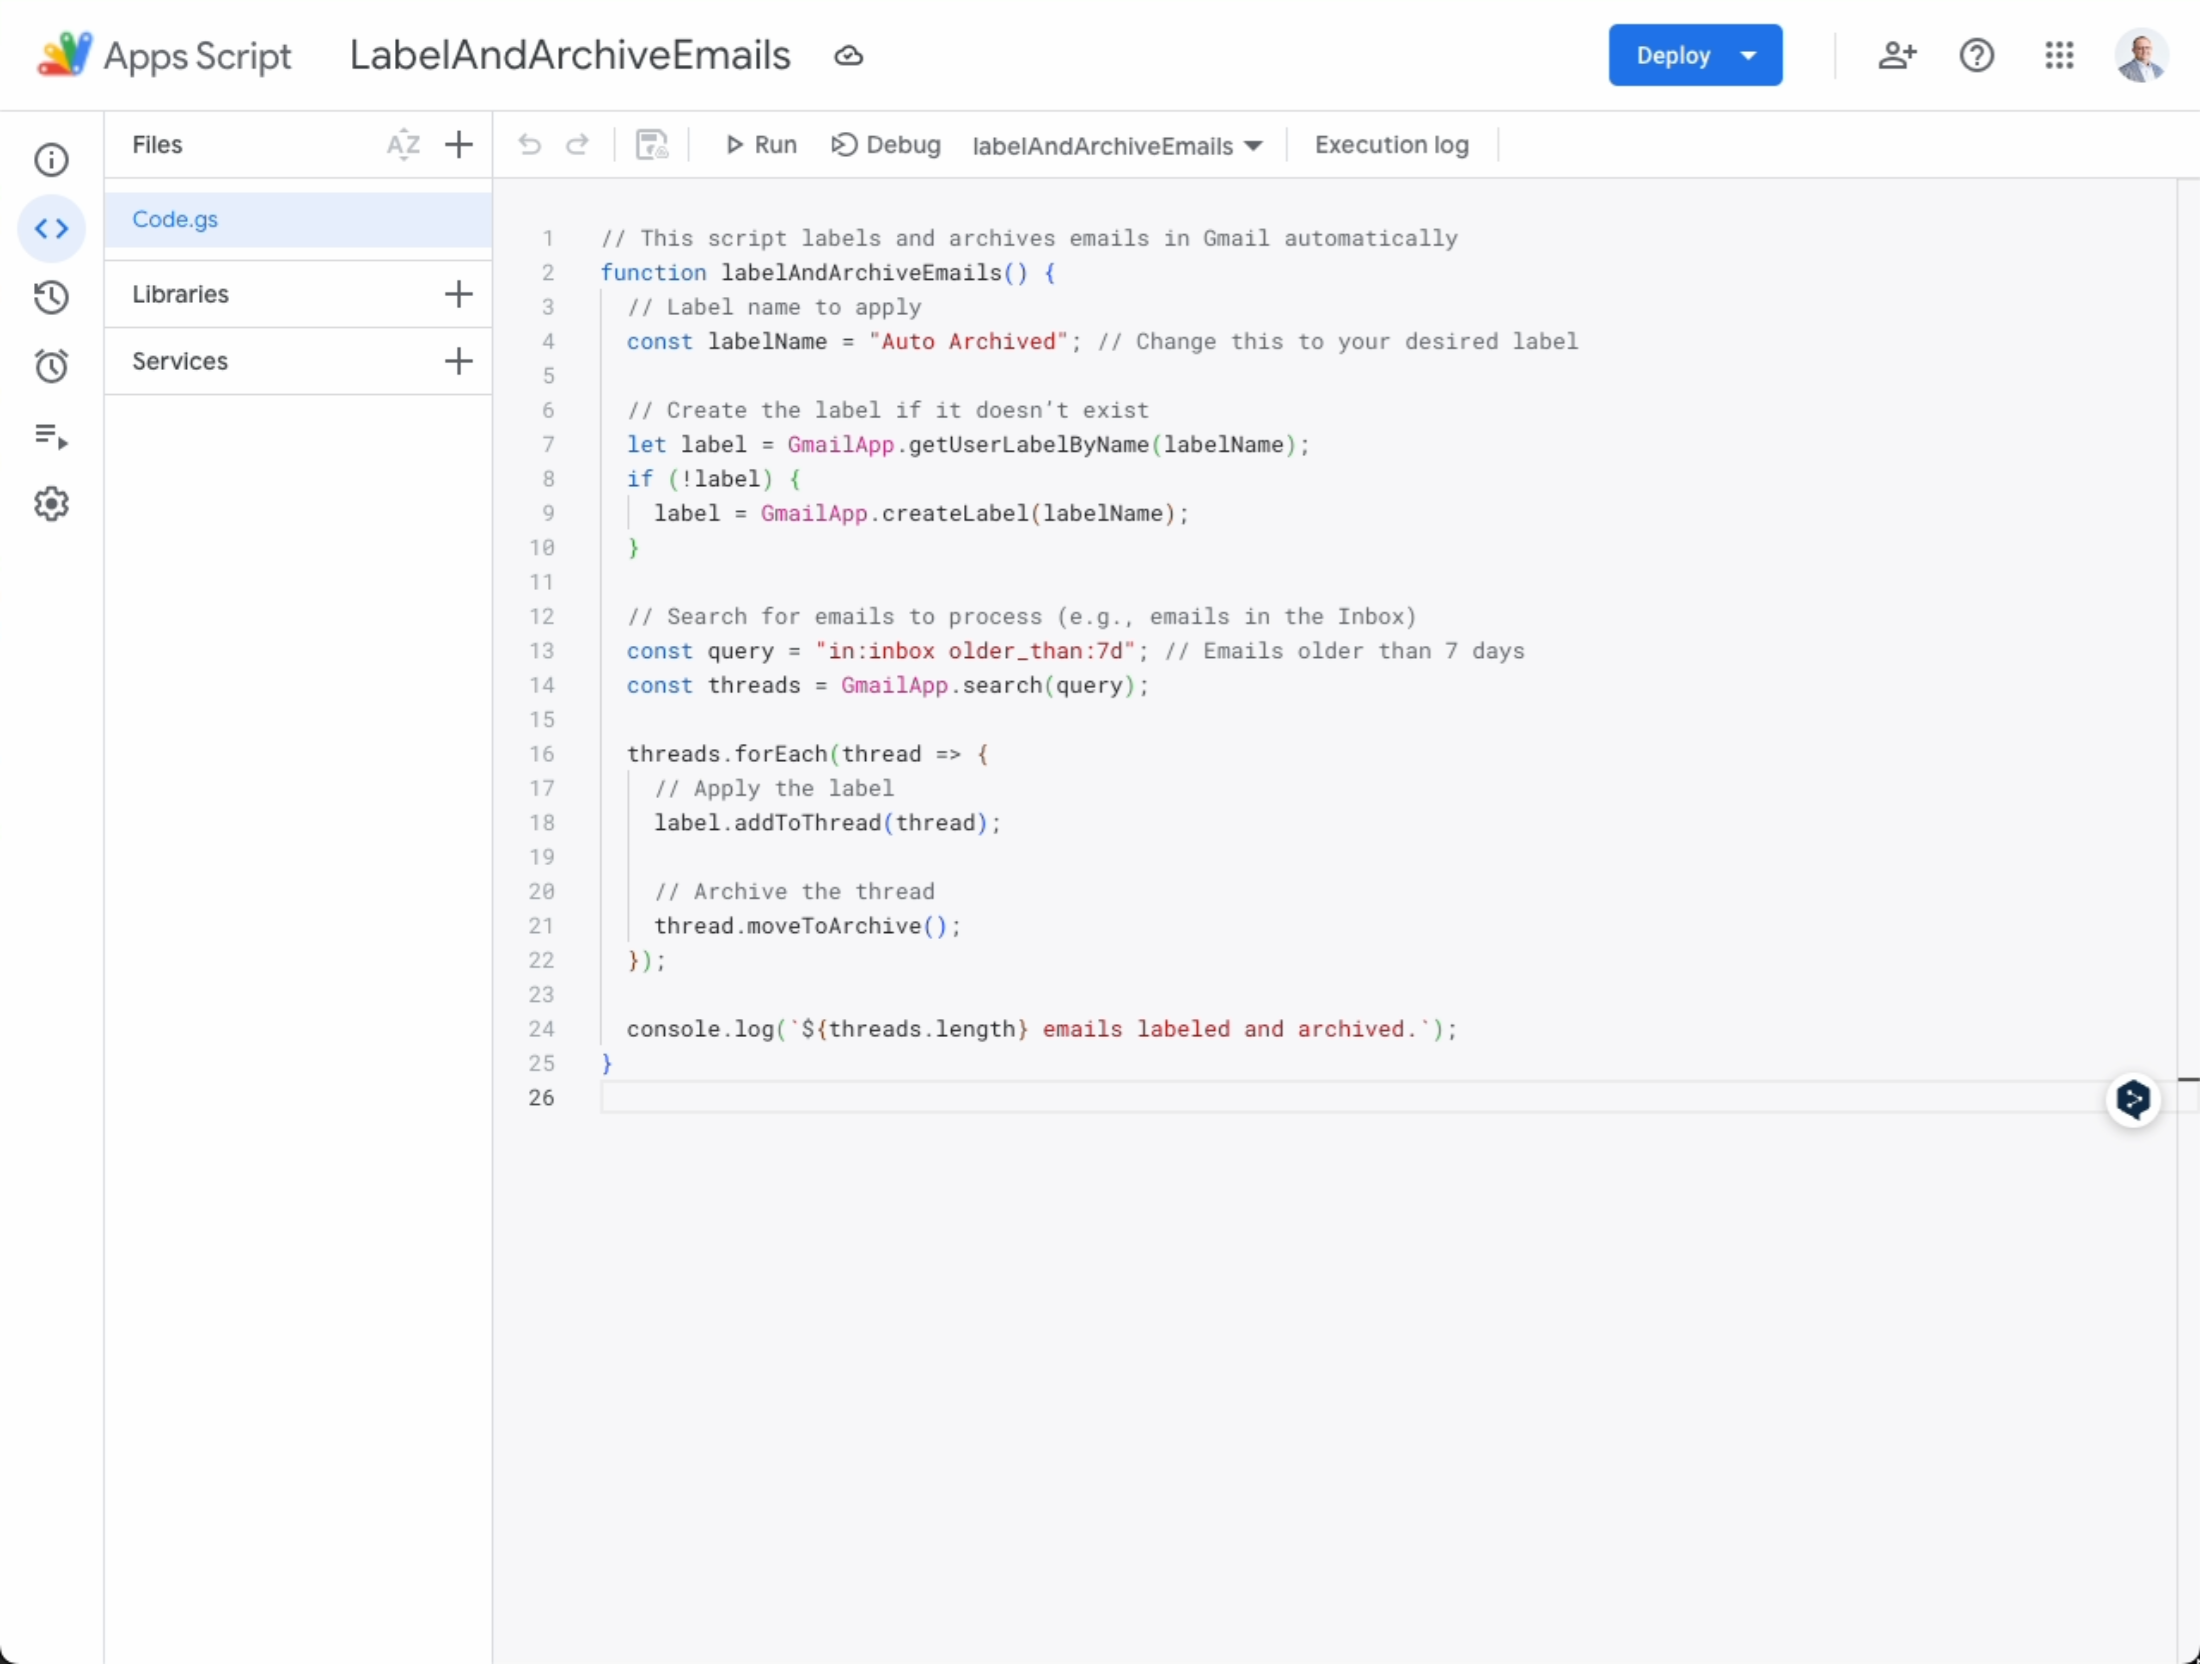 Apps Script LabelAndArchiveEmails Deploy
Files AZ Run Debug labelAndArchiveEmails Execution log
Code.gs
Libraries
Services
1 // This script labels and archives emails in Gmail automatically
2 function labelAndArchiveEmails() {
3 // Label name to apply
4 const labelName = "Auto Archived"; // Change this to your desired label
5
6 // Create the label if it doesn’t exist
7 let label = GmailApp.getUserLabelByName(labelName);
8 if (!label) {
9 label = GmailApp.createLabel(labelName);
10 }
11
12 // Search for emails to process (e.g., emails in the Inbox)
13 const query = "in:inbox older_than:7d"; // Emails older than 7 days
14 const threads = GmailApp.search(query);
15
16 threads.forEach(thread => {
17 // Apply the label
18 label.addToThread(thread);
19
20 // Archive the thread
21 thread.moveToArchive();
22 });
23
24 console.log(`${threads.length} emails labeled and archived.`);
25 }
26